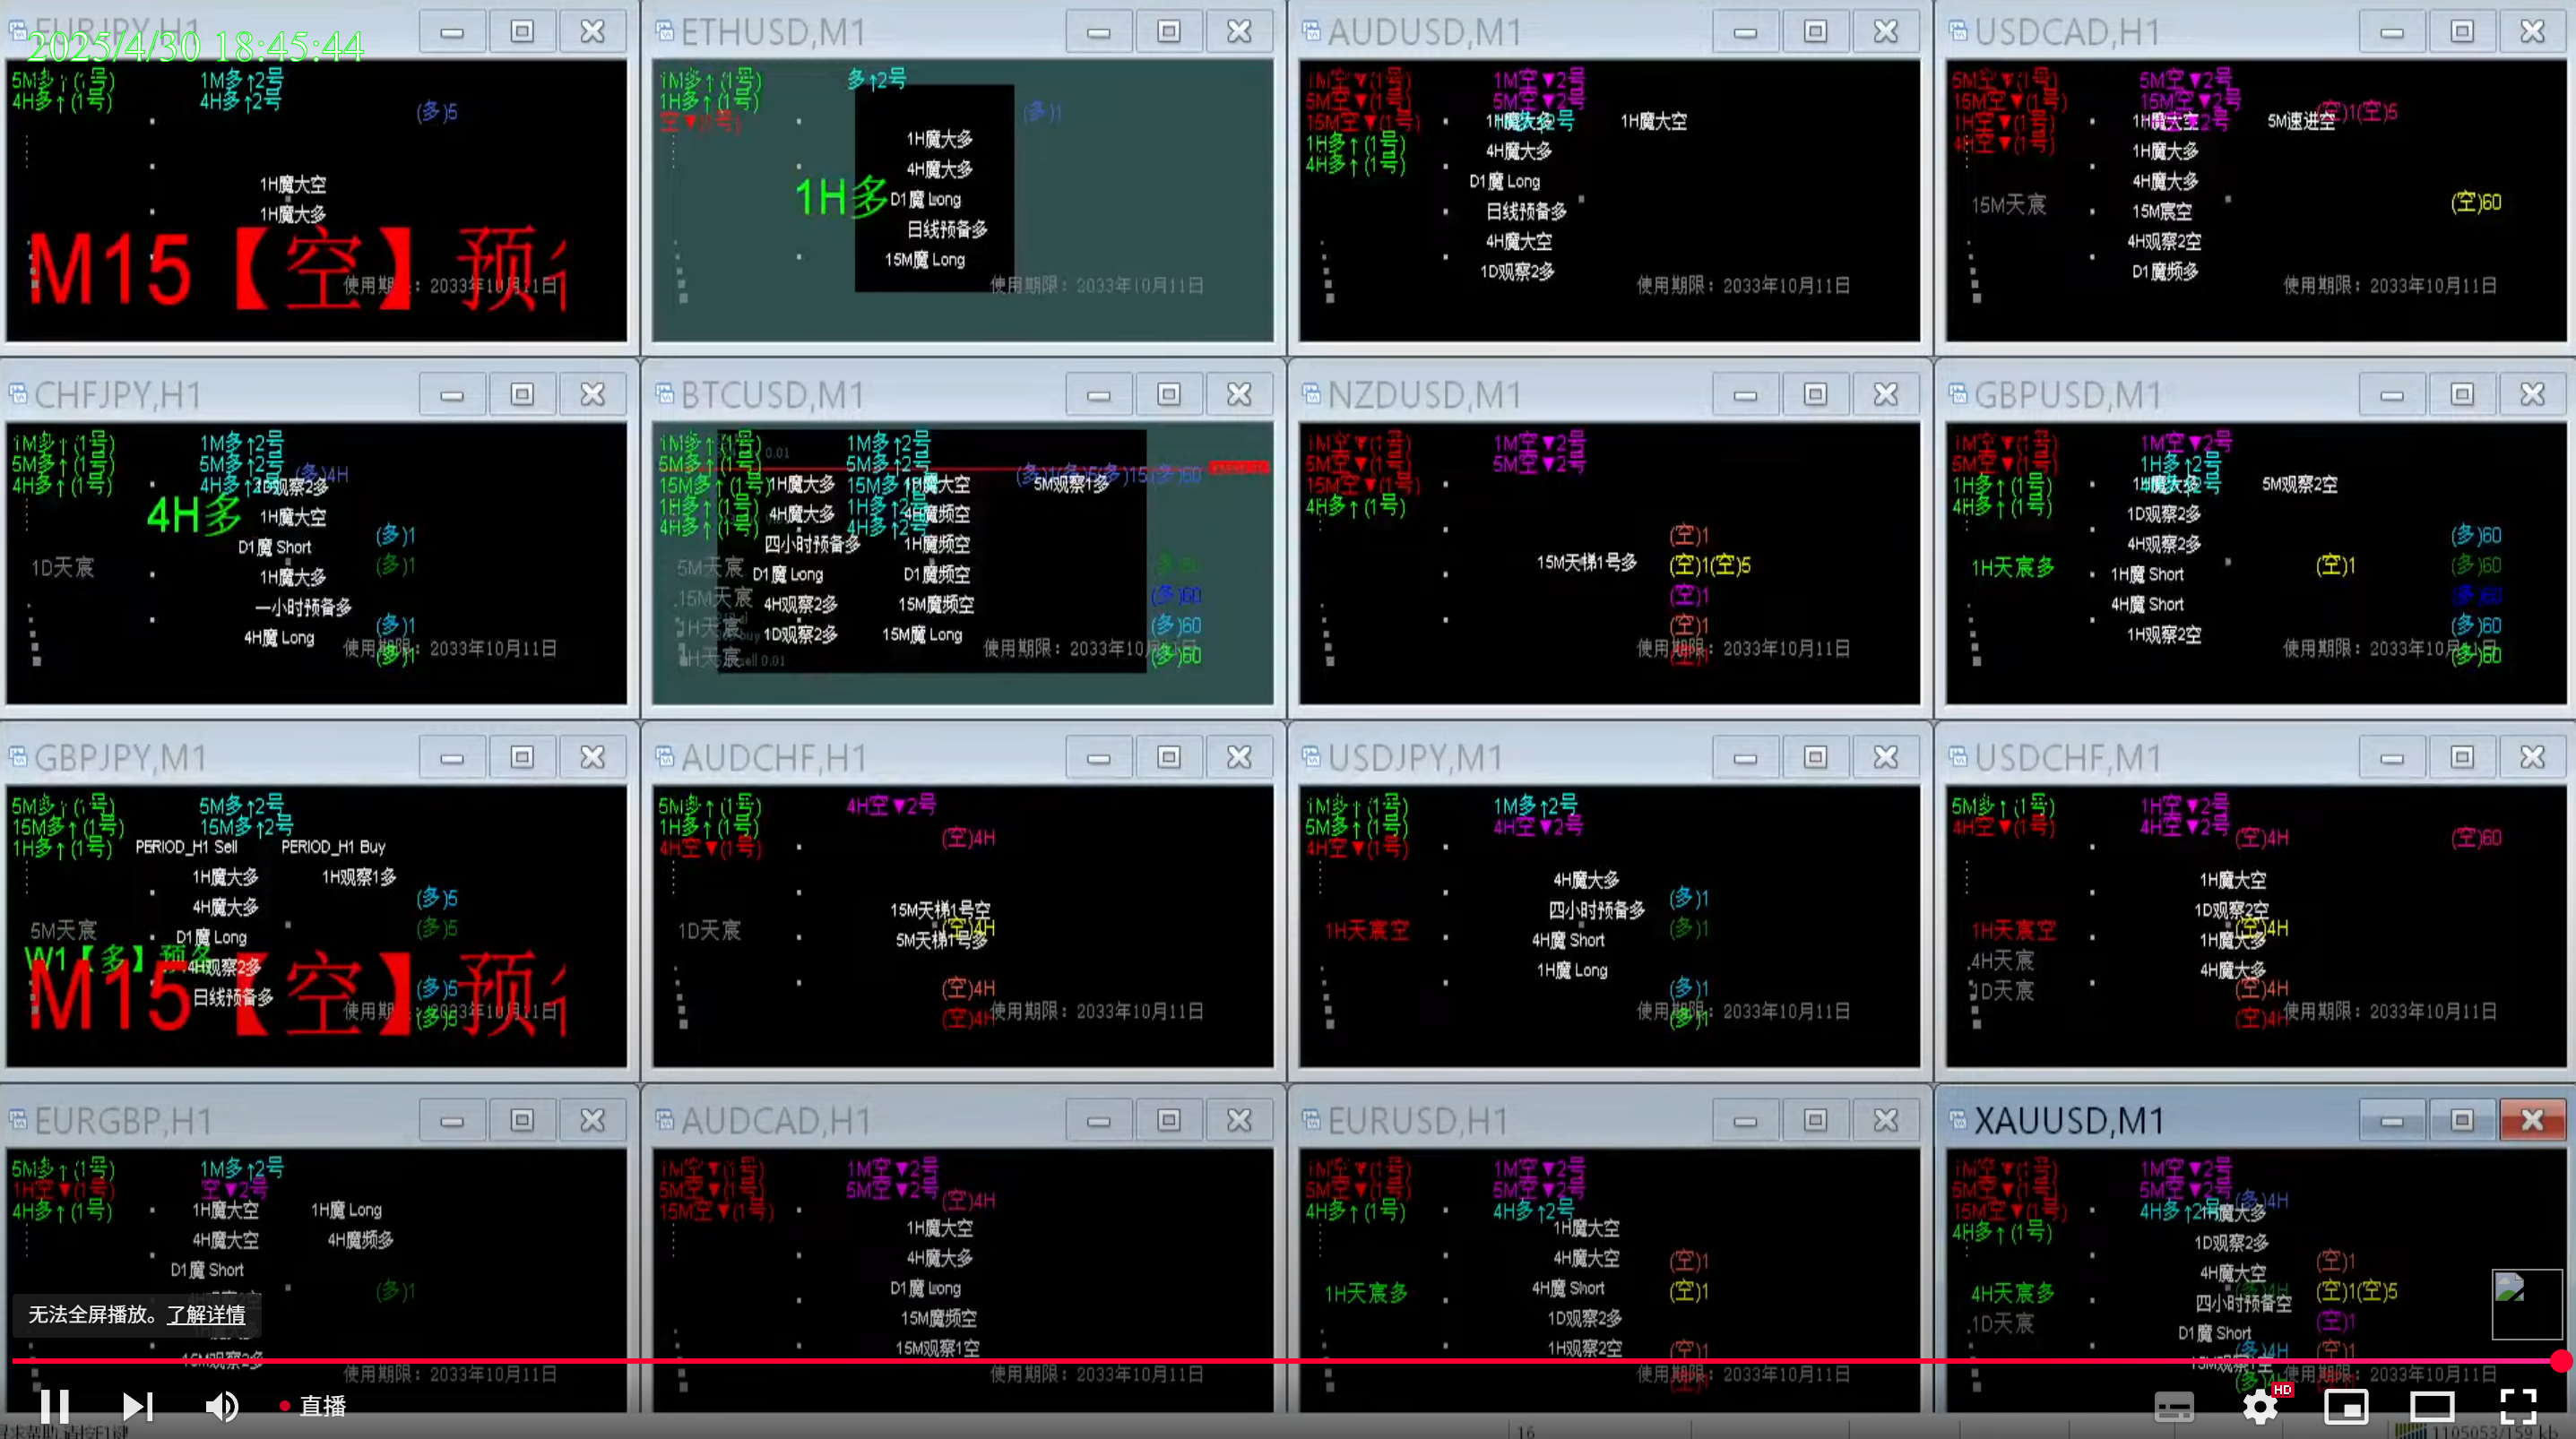 EURJPY,H1
2025/4/30 18:45:44
5M多↑(1号) 1M多↑2号
4H多↑(1号) 4H多↑2号
(多)5
1H魔大空
1H魔大多
M15【空】预
2033年10月11日
ETHUSD,M1
1M多↑(1号) 多↑2号
1H多↑(1号)
空▼(1号)
(多)1
1H魔大多
4H魔大多
1H多
D1魔 Long
日线预备多
15M魔 Long
使用期限：2033年10月11日
AUDUSD,M1
1M空▼(1号) 1M空▼2号
5M空▼(1号) 5M空▼2号
15M空▼(1号) 1H魔大多 1H魔大空
1H多↑(1号)
4H多↑(1号)
4H魔大多
D1魔 Long
日线预备多
4H魔大空
1D观察2多
使用期限：2033年10月11日
USDCAD,H1
5M空▼(1号) 5M空▼2号
15M空▼(1号) 15M空▼2号
(空)1(空)5
1H空▼(1号) 1H魔大空 5M速进空
4H空▼(1号)
1H魔大多
4H魔大多
15M天宸
(空)60
15M宸空
4H观察2空
D1魔频多
使用期限：2033年10月11日
CHFJPY,H1
1M多↑(1号) 1M多↑2号
5M多↑(1号) 5M多↑2号
4H多↑(1号) 4H多↑2号
(多)4H
1D观察2多
4H多
1H魔大空
(多)1
D1魔 Short
1D天宸
(多)1
1H魔大多
一小时预备多
(多)1
4H魔 Long
(多)1
使用期限：2033年10月11日
BTCUSD,M1
1M多↑(1号) 1M多↑2号
5M多↑(1号) 5M多↑2号
15M多↑(1号) 1H魔大多 1H魔大空 5M观察1多
(多)1(多)5(多)15(多)60
1H多↑(1号) 4H魔大多 1H多↑2号 4H魔频空
4H多↑(1号) 4H多↑2号
四小时预备多 1H魔频空
5M天宸 D1魔 Long D1魔频空
(多)60
15M天宸 4H观察2多 15M魔频空
(多)60
1H天宸 1D观察2多 15M魔 Long
(多)60
(多)60
使用期限：2033年10月
NZDUSD,M1
1M空▼(1号) 1M空▼2号
5M空▼(1号) 5M空▼2号
15M空▼(1号)
4H多↑(1号)
(空)1
15M天梯1号多 (空)1(空)5
(空)1
(空)1
(空)1
使用期限：2033年10月11日
GBPUSD,M1
1M空▼(1号) 1M空▼2号
5M空▼(1号) 1H多↑2号
1H多↑(1号) 1H魔大多 5M观察2空
4H多↑(1号)
1D观察2多
4H观察2多
(多)60
1H天宸多 (空)1 (多)60
1H魔 Short
4H魔 Short
(多)60
1H观察2空
(多)60
(多)60
使用期限：2033年10月11日
GBPJPY,M1
5M多↑(1号) 5M多↑2号
15M多↑(1号) 15M多↑2号
1H多↑(1号) PERIOD_H1 Sell PERIOD_H1 Buy
1H魔大多 1H观察1多
4H魔大多
(多)5
5M天宸 D1魔 Long
(多)5
W1【多】预备
4H观察2多
日线预备多
(多)5
(多)5
M15【空】预
2033年10月11日
AUDCHF,H1
5M多↑(1号) 4H空▼2号
1H多↑(1号)
4H空▼(1号)
(空)4H
15M天梯1号空
1D天宸
(空)4H
5M天梯1号多
(空)4H
(空)4H
使用期限：2033年10月11日
USDJPY,M1
1M多↑(1号) 1M多↑2号
5M多↑(1号) 4H空▼2号
4H空▼(1号)
4H魔大多
(多)1
四小时预备多
1H天宸空
(多)1
4H魔 Short
1H魔 Long
(多)1
(多)1
使用期限：2033年10月11日
USDCHF,M1
5M多↑(1号) 1H空▼2号
4H空▼(1号) 4H空▼2号
(空)4H (空)60
1H魔大空
1D观察2空
1H天宸空
(空)4H
1H魔大多
4H天宸
4H魔大多
1D天宸
(空)4H
(空)4H
使用期限：2033年10月11日
EURGBP,H1
5M多↑(1号) 1M多↑2号
1H空▼(1号) 空▼2号
4H多↑(1号) 1H魔大空 1H魔 Long
4H魔大空 4H魔频多
D1魔 Short
(多)1
15M观察2多
使用期限：2033年10月11日
AUDCAD,H1
1M空▼(1号) 1M空▼2号
5M空▼(1号) 5M空▼2号
15M空▼(1号)
(空)4H
1H魔大空
4H魔大多
D1魔 Long
15M魔频空
15M观察1空
使用期限：2033年10月11日
EURUSD,H1
1M空▼(1号) 1M空▼2号
5M空▼(1号) 5M空▼2号
4H多↑(1号) 4H多↑2号
1H魔大空
4H魔大空 (空)1
1H天宸多 4H魔 Short (空)1
1D观察2多
1H观察2空 (空)1
使用期限：2033年10月11日
XAUUSD,M1
1M空▼(1号) 1M空▼2号
5M空▼(1号) 5M空▼2号
(多)4H
15M空▼(1号) 4H多↑2号 1H魔大多
4H多↑(1号)
1D观察2多
4H魔大空 (空)1
4H天宸多 (空)1(空)5
四小时预备空
1D天宸 D1魔 Short (空)1
(多)4H (空)1
使用期限：2033年10月11日
无法全屏播放。了解详情
直播
HD
16
1105053/159 kb